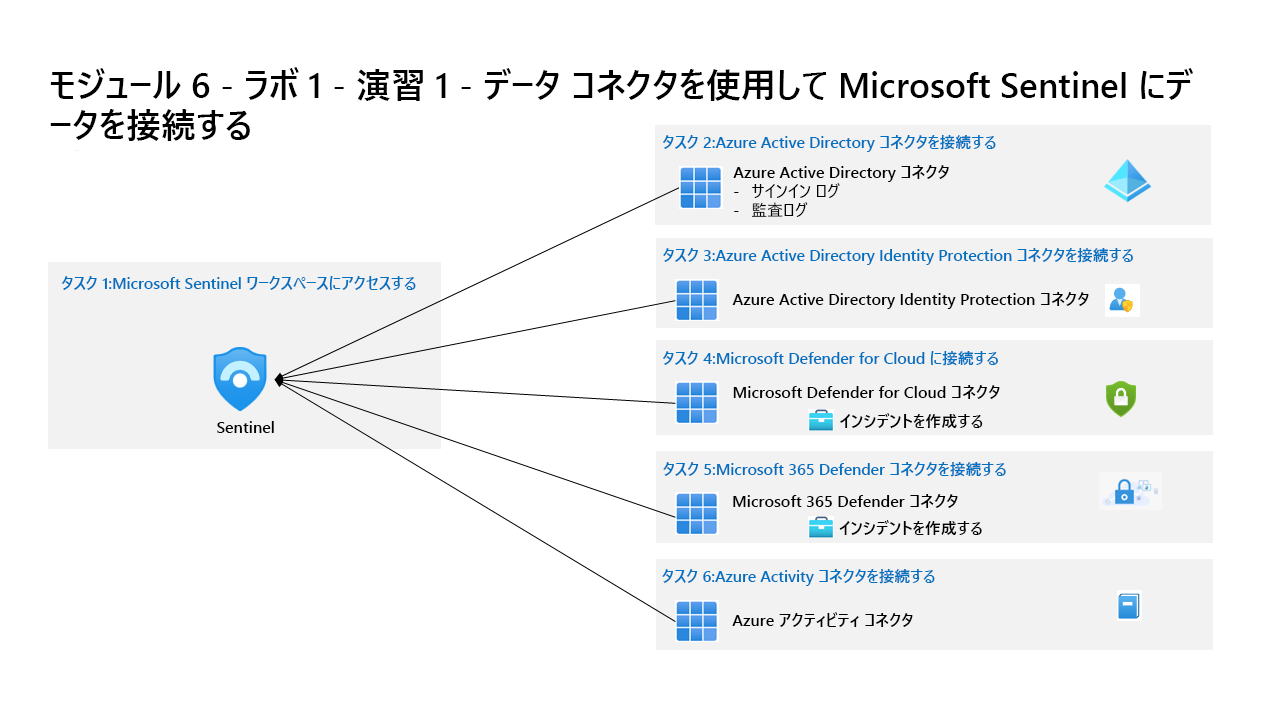 モジュール 6 - ラボ 1 - 演習 1 - データ コネクタを使用して Microsoft Sentinel にデ
ータを接続する
タスク 1:Microsoft Sentinel ワークスペースにアクセスする
Sentinel
タスク 2:Azure Active Directory コネクタを接続する
Azure Active Directory コネクタ
- サインイン ログ
- 監査ログ
タスク 3:Azure Active Directory Identity Protection コネクタを接続する
Azure Active Directory Identity Protection コネクタ
タスク 4:Microsoft Defender for Cloud に接続する
Microsoft Defender for Cloud コネクタ
インシデントを作成する
タスク 5:Microsoft 365 Defender コネクタを接続する
Microsoft 365 Defender コネクタ
インシデントを作成する
タスク 6:Azure Activity コネクタを接続する
Azure アクティビティ コネクタ